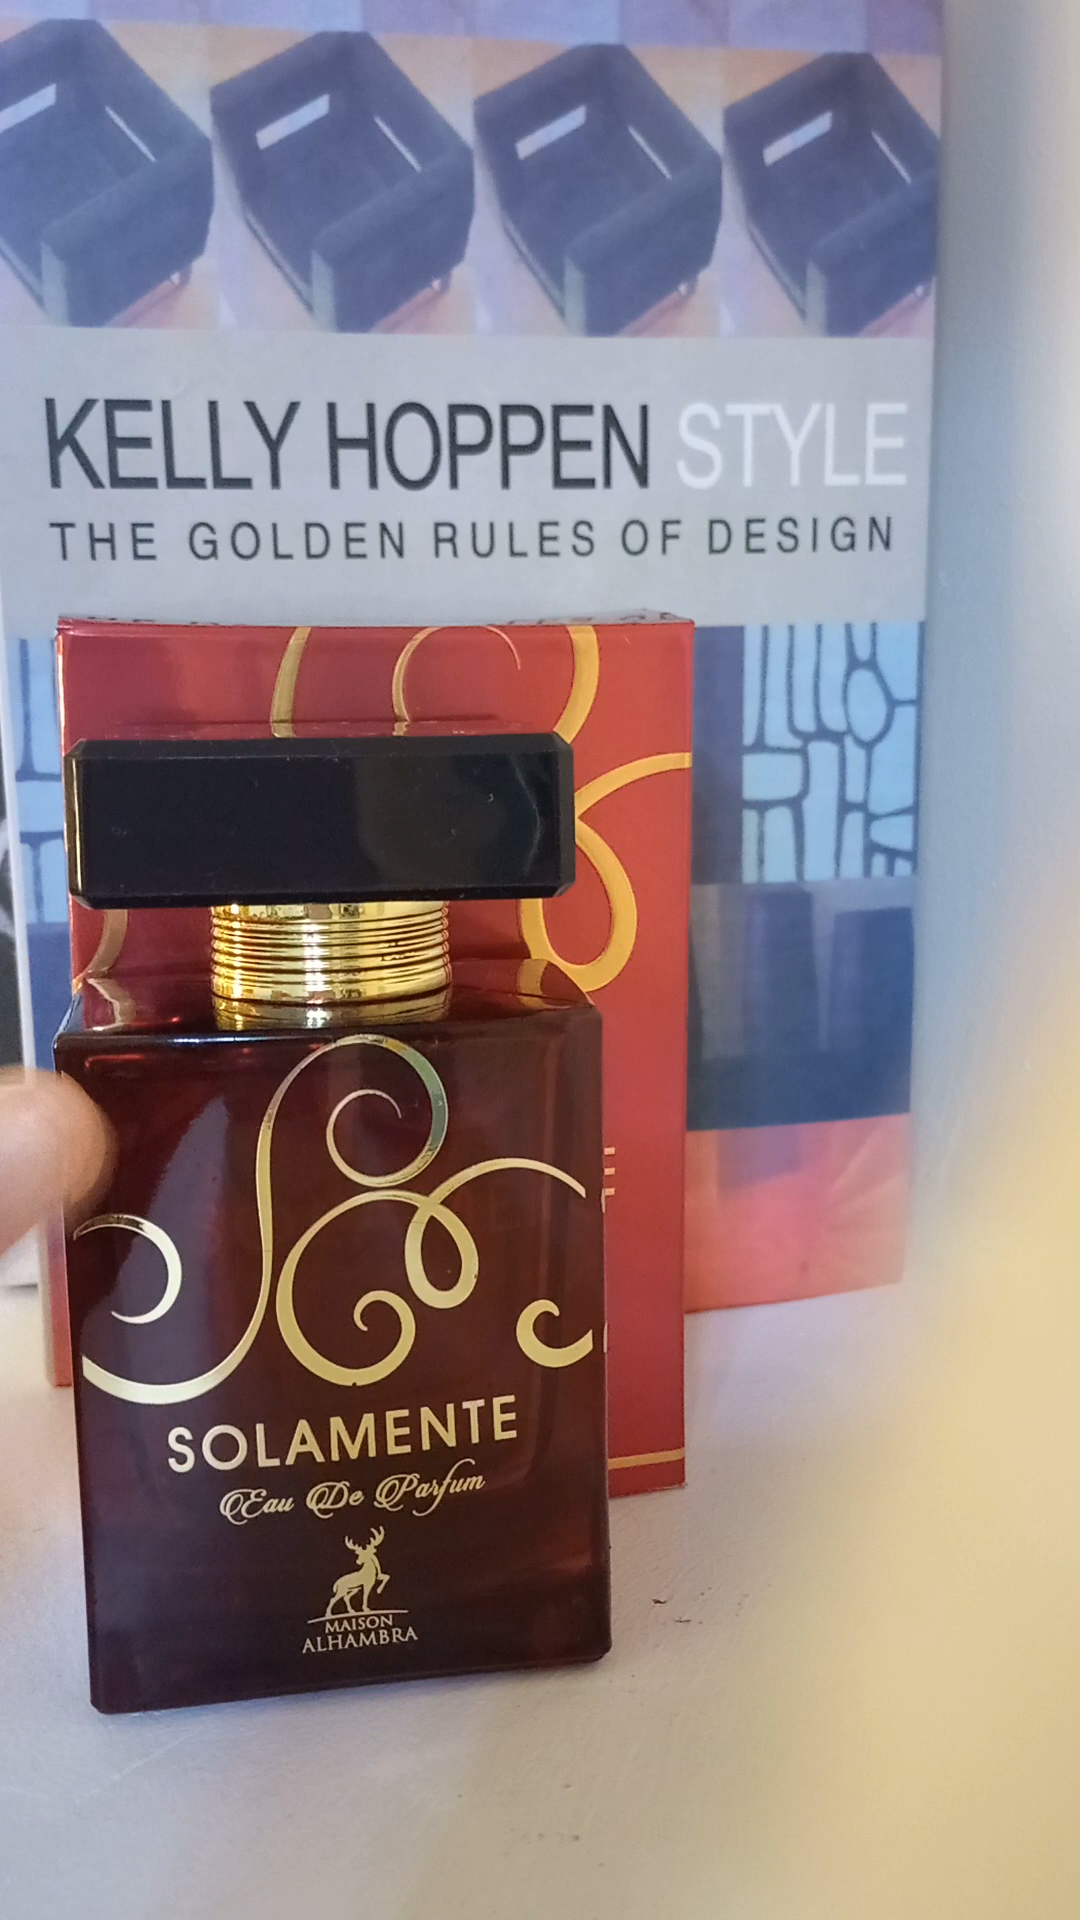 KELLY HOPPEN STYLE
THE GOLDEN RULES OF DESIGN
SOLAMENTE
Eau De Parfum
MAISON
ALHAMBRA